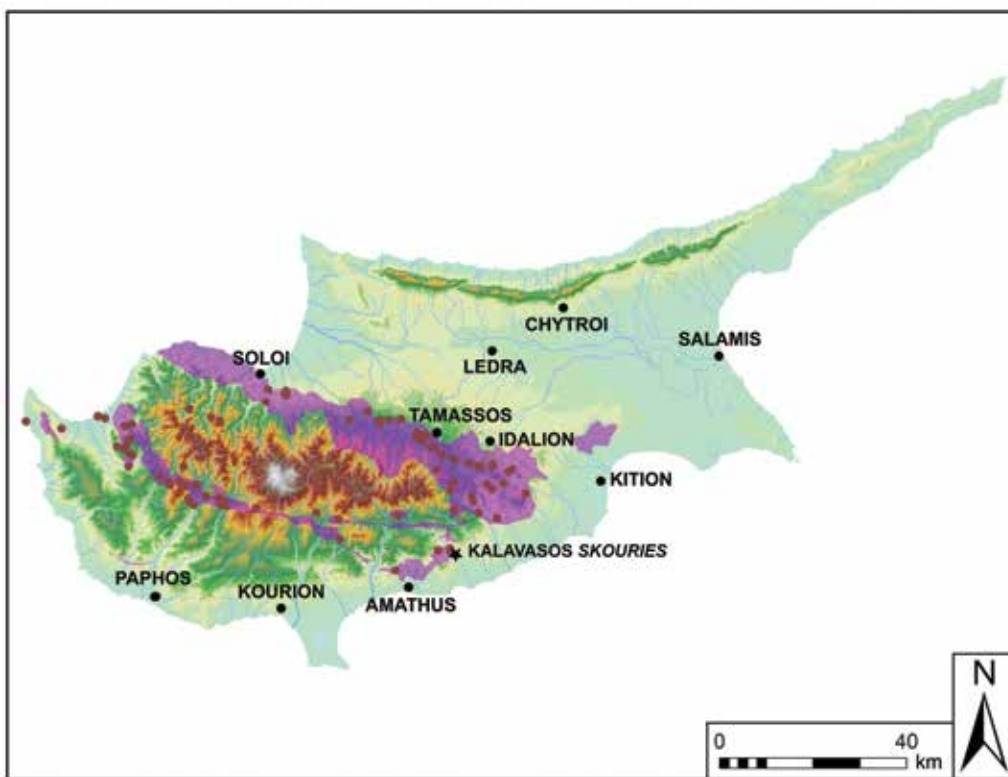 CHYTROI
SALAMIS
LEDRA
SOLOI
TAMASSOS
IDALION
KITION
KALAVASOS SKOURIES
PAPHOS
KOURION
AMATHUS
N
0 40
km